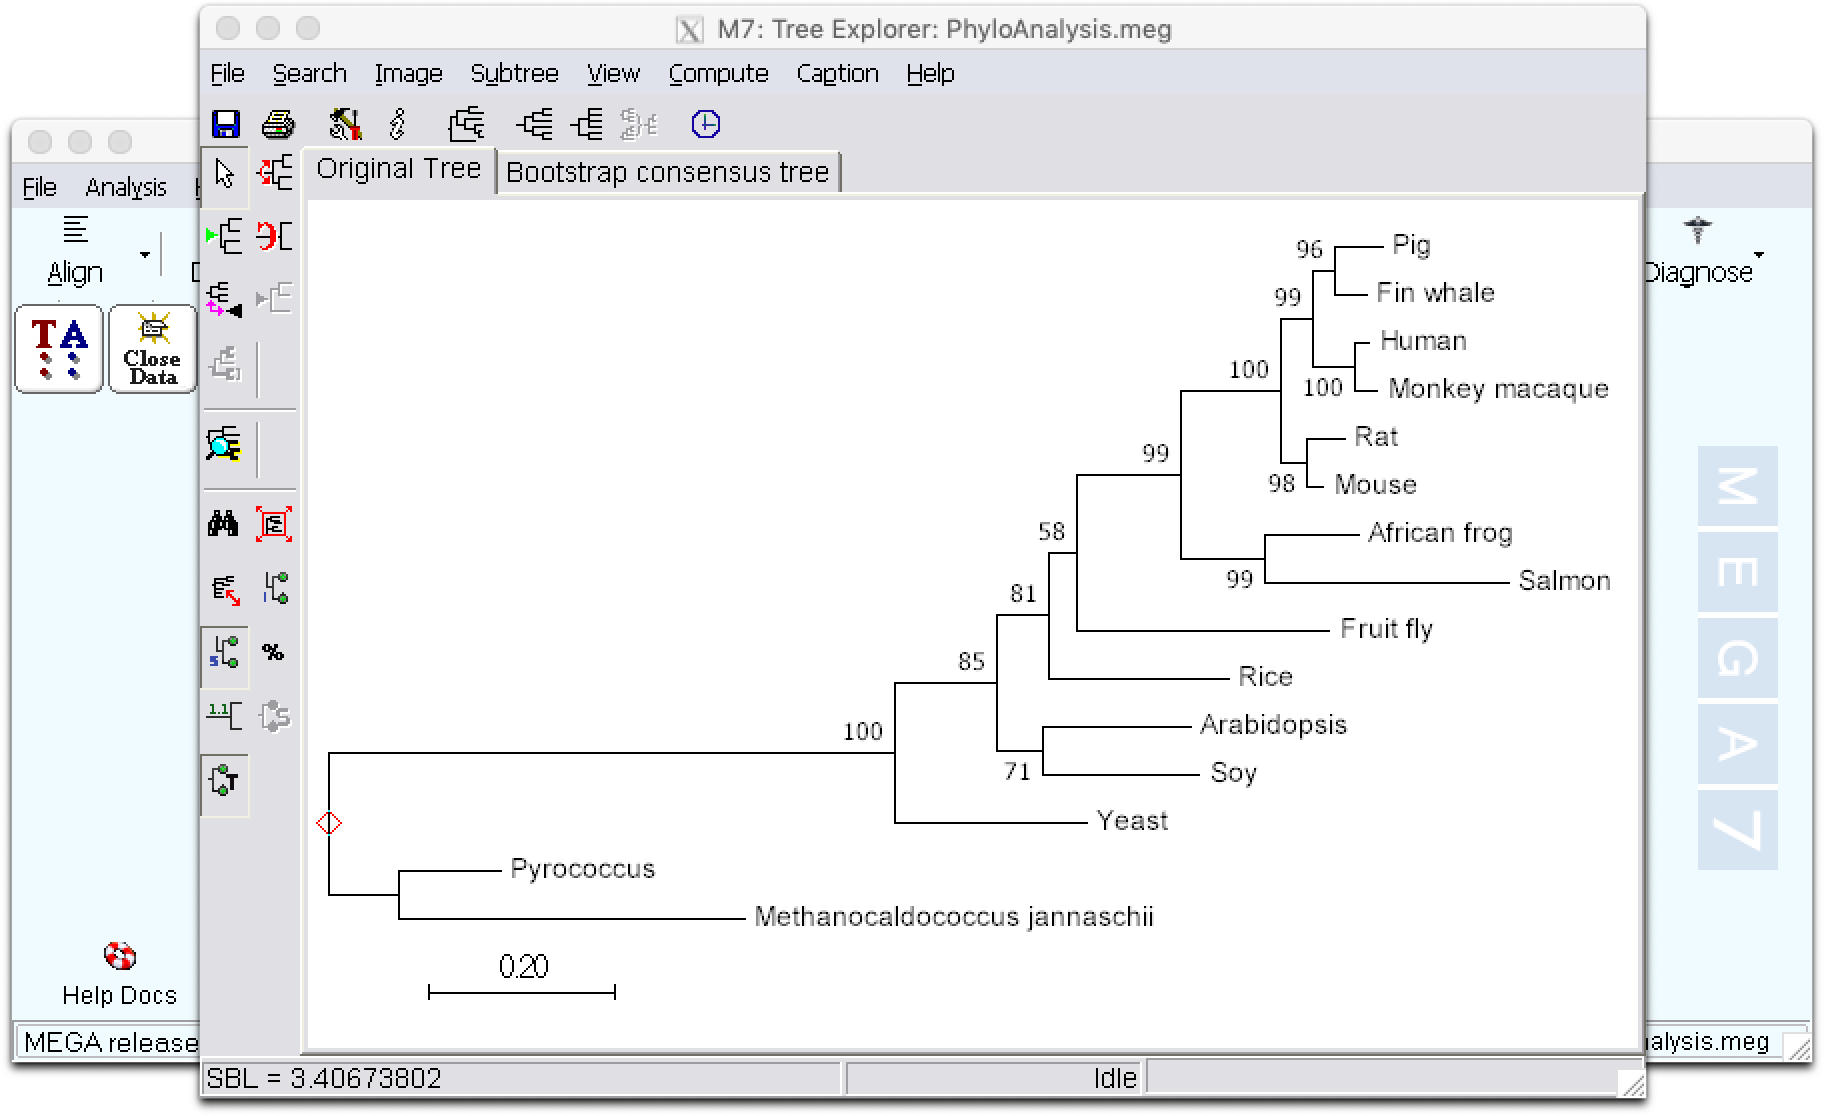 M7: Tree Explorer: PhyloAnalysis.meg
File Search Image Subtree View Compute Caption Help
File Analysis
Align
Diagnose
T A
Close
Data
Original Tree
Bootstrap consensus tree
96
Pig
99
Fin whale
Human
100
100
Monkey macaque
Rat
99
98
Mouse
58
African frog
99
Salmon
81
Fruit fly
85
Rice
100
Arabidopsis
71
Soy
Yeast
Pyrococcus
Methanocaldococcus jannaschii
0.20
%
1.1
M
E
G
A
7
Help Docs
MEGA release
alysis.meg
SBL = 3.40673802
Idle